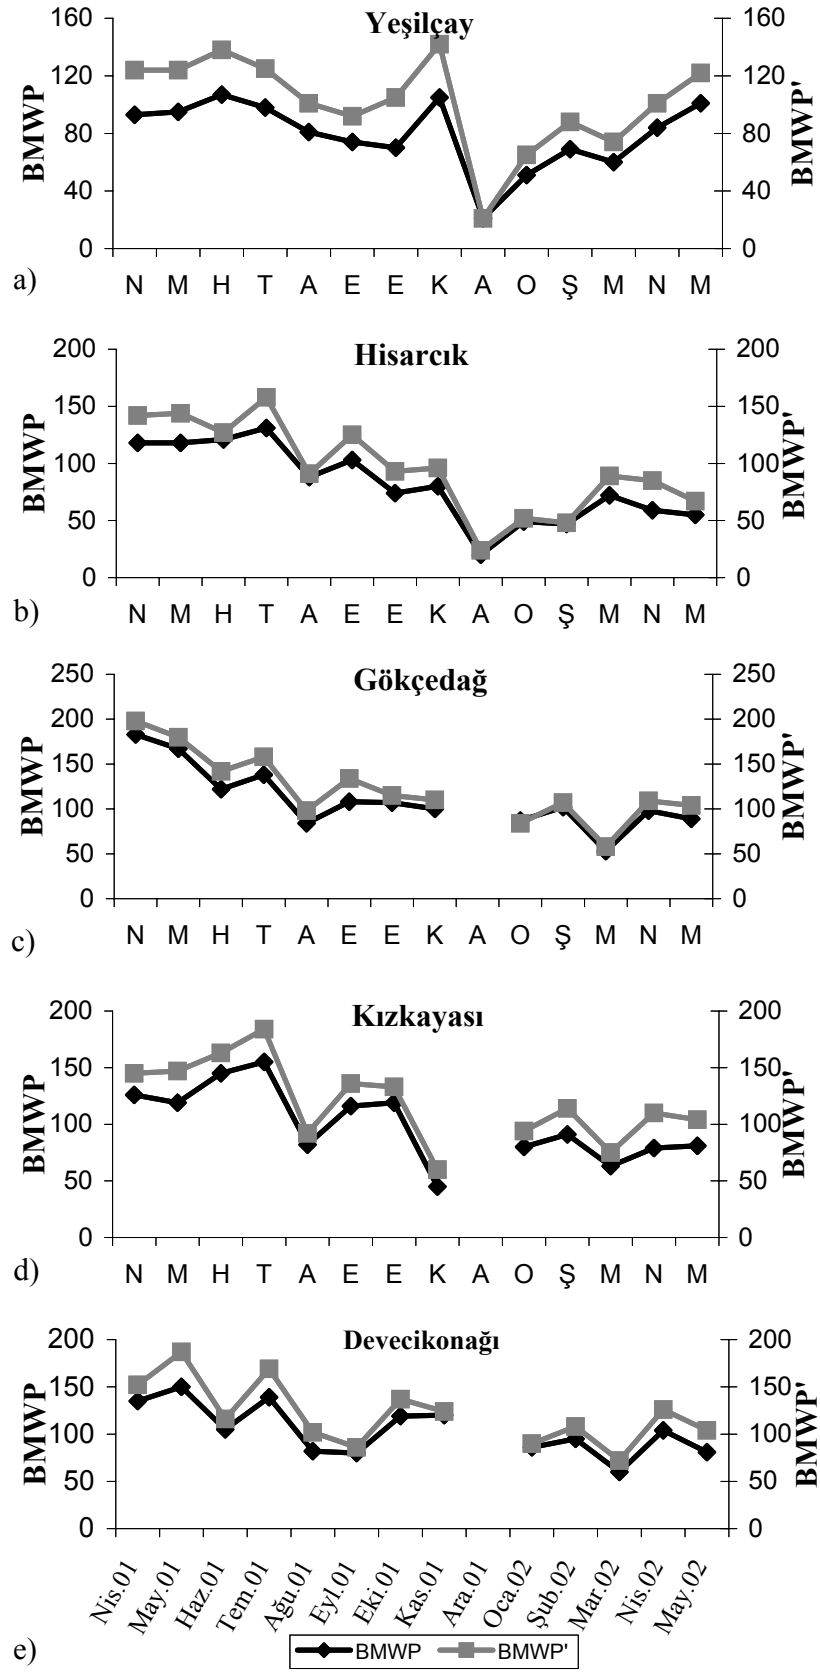 Yeşilçay
160 160
120 120
80 80
40 40
0 0
BMWP BMWP'
a) N M H T A E E K A O Ş M N M
Hisarcık
200 200
150 150
100 100
50 50
0 0
BMWP BMWP'
b) N M H T A E E K A O Ş M N M
Gökçedağ
250 250
200 200
150 150
100 100
50 50
0 0
BMWP BMWP'
c) N M H T A E E K A O Ş M N M
Kızkayası
200 200
150 150
100 100
50 50
0 0
BMWP BMWP'
d) N M H T A E E K A O Ş M N M
Devecikonağı
200 200
150 150
100 100
50 50
0 0
BMWP BMWP'
Nis.01 May.01 Haz.01 Tem.01 Ağu.01 Eyl.01 Eki.01 Kas.01 Ara.01 Oca.02 Şub.02 Mar.02 Nis.02 May.02
e) BMWP BMWP'